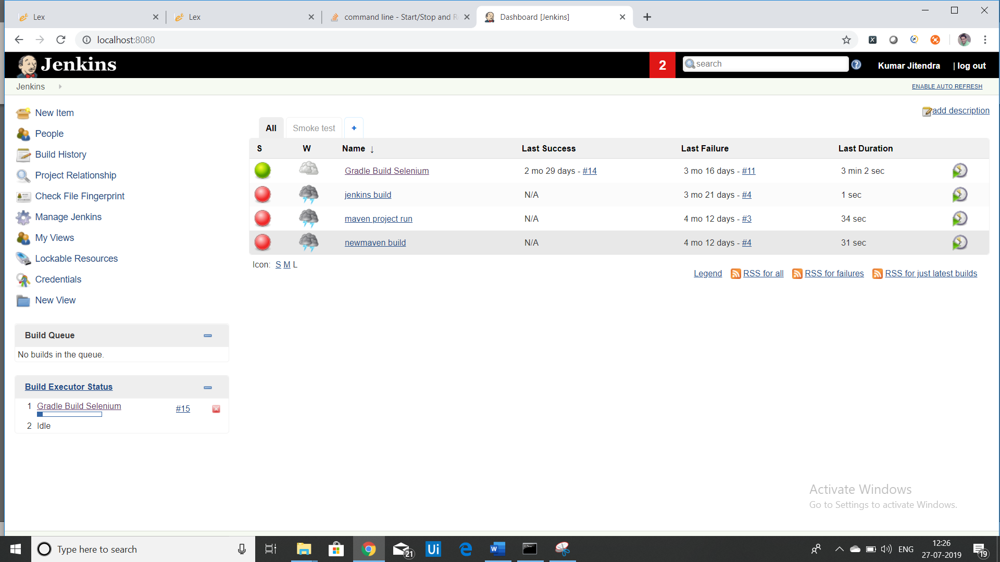 Lex
Lex
command line - Start/Stop and R
Dashboard [Jenkins]
localhost:8080
Jenkins
2
search
Kumar Jitendra
| log out
Jenkins
ENABLE AUTO REFRESH
New Item
People
Build History
Project Relationship
Check File Fingerprint
Manage Jenkins
My Views
Lockable Resources
Credentials
New View
add description
All Smoke test +
S W Name ↓ Last Success Last Failure Last Duration
Gradle Build Selenium 2 mo 29 days - #14 3 mo 16 days - #11 3 min 2 sec
jenkins build N/A 3 mo 21 days - #4 1 sec
maven project run N/A 4 mo 12 days - #3 34 sec
newmaven build N/A 4 mo 12 days - #4 31 sec
Icon: S M L
Legend RSS for all RSS for failures RSS for just latest builds
Build Queue
No builds in the queue.
Build Executor Status
1 Gradle Build Selenium #15
2 Idle
Activate Windows
Go to Settings to activate Windows.
Type here to search
21
Ui
W
ENG
12:26
27-07-2019
19